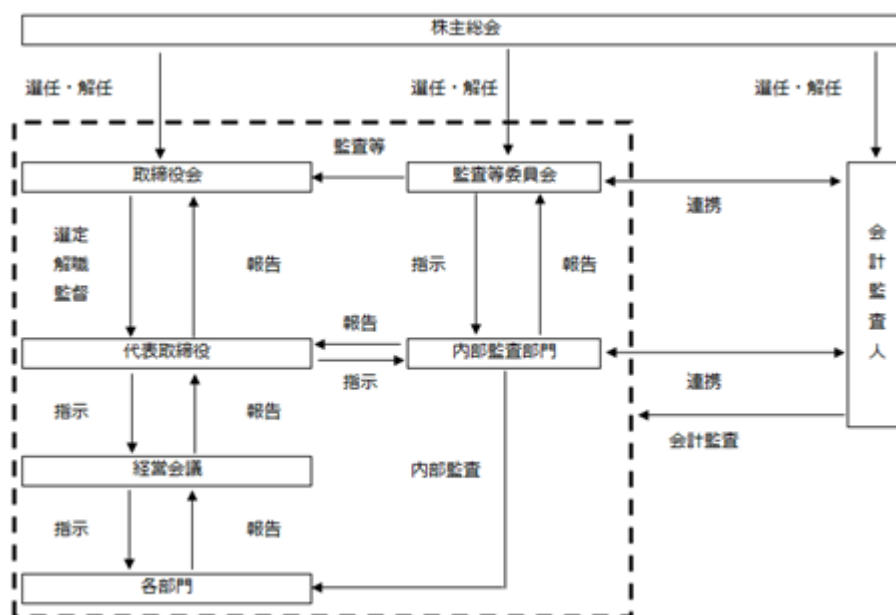 株主総会
選任・解任
選任・解任
選任・解任
監査等
取締役会
監査等委員会
連携
会計監査人
選定
解職
監督
報告
指示
報告
報告
代表取締役
内部監査部門
指示
連携
指示
報告
会計監査
経営会議
内部監査
指示
報告
各部門